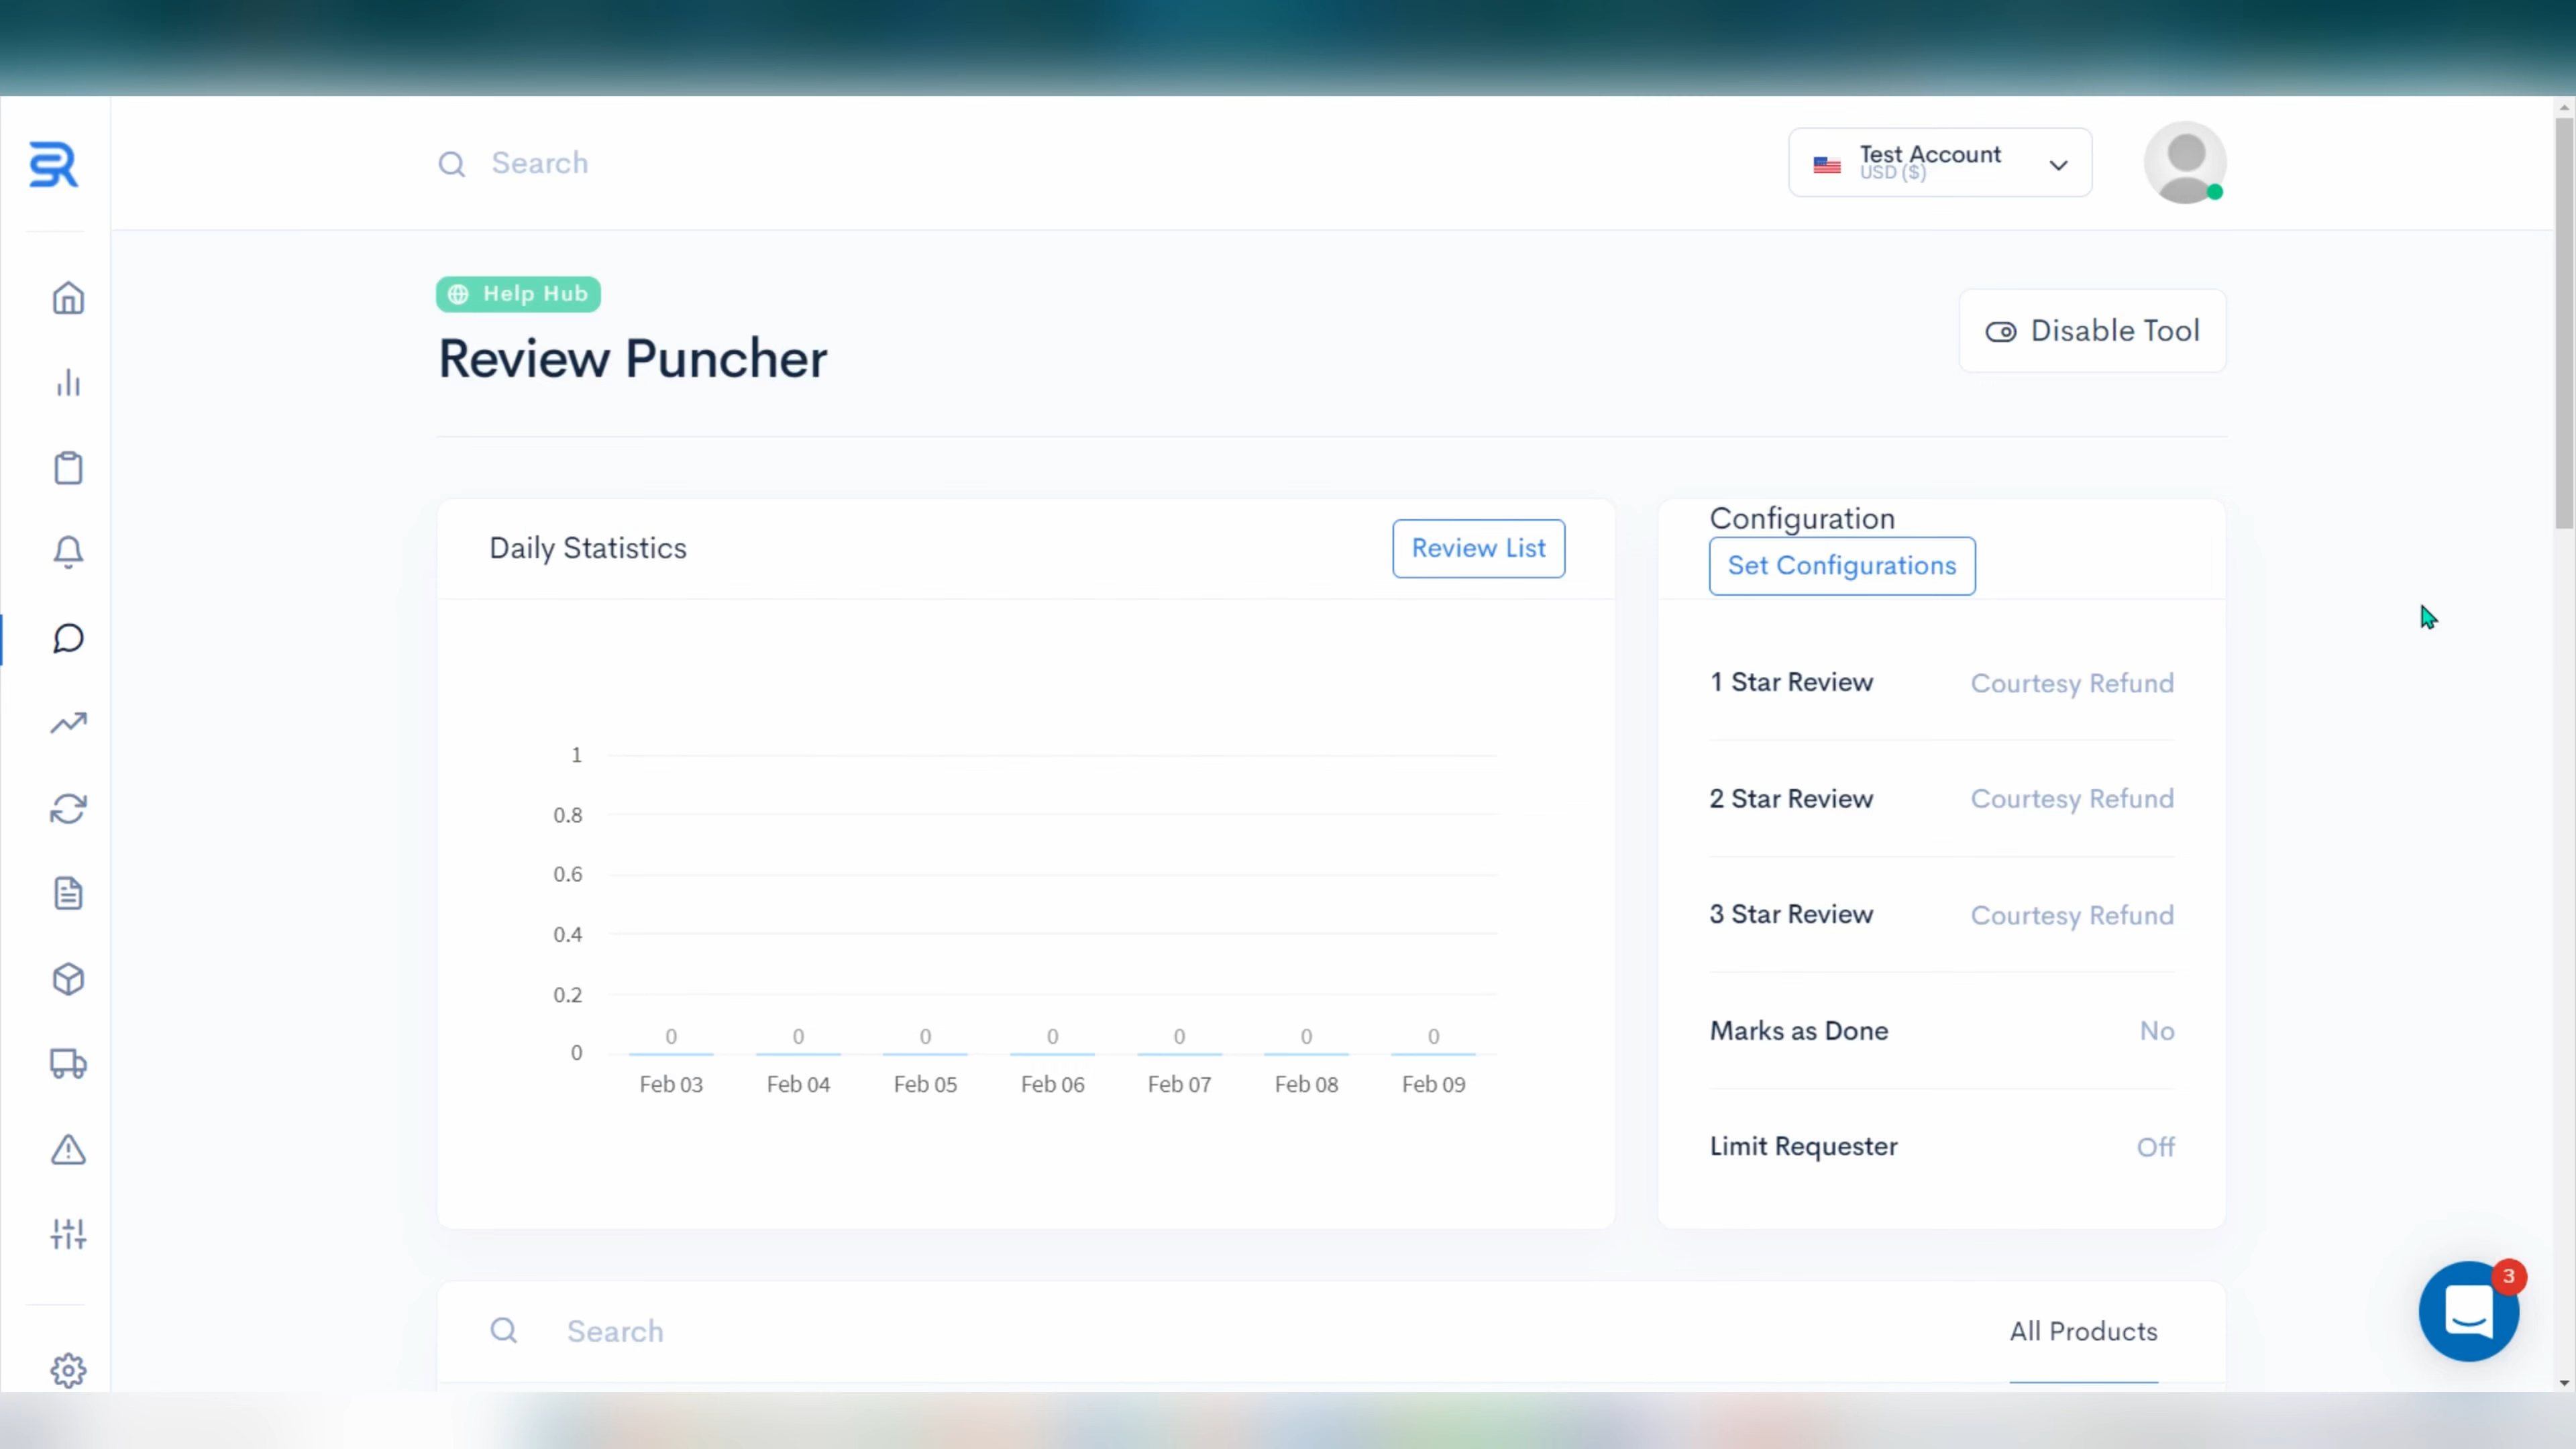 SR
Search
Test Account
USD ($)
Help Hub
Review Puncher
Disable Tool
Daily Statistics
Review List
1
0.8
0.6
0.4
0.2
0
0 0 0 0 0 0 0
Feb 03 Feb 04 Feb 05 Feb 06 Feb 07 Feb 08 Feb 09
Configuration
Set Configurations
1 Star Review Courtesy Refund
2 Star Review Courtesy Refund
3 Star Review Courtesy Refund
Marks as Done No
Limit Requester Off
Search
All Products
3